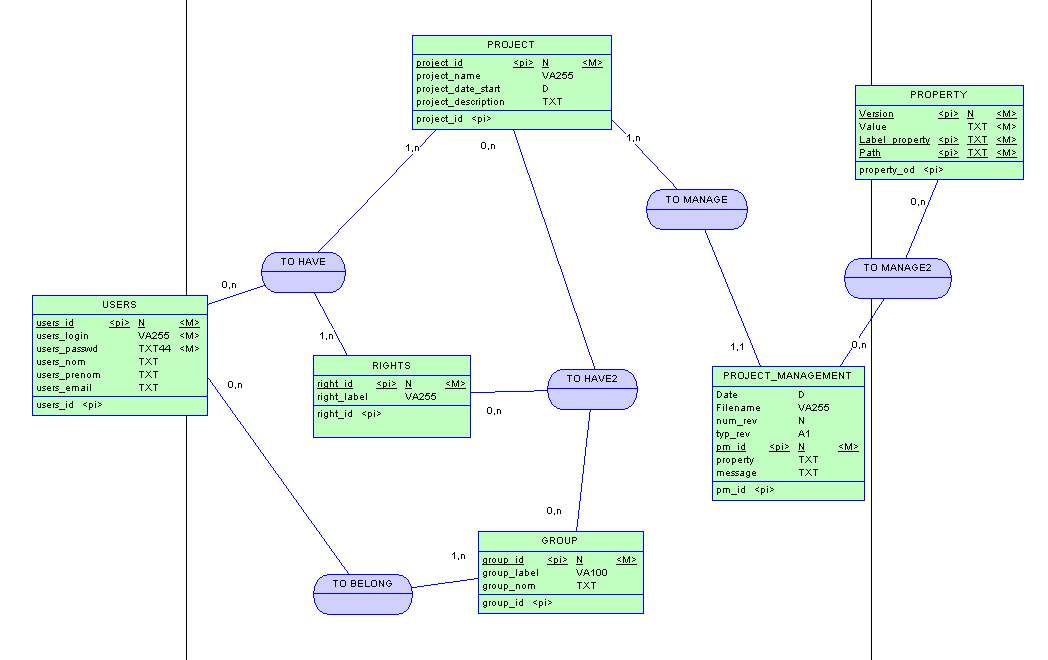 PROJECT
project_id <pi> N <M>
project_name VA255
project_date_start D
project_description TXT
project_id <pi>
1,n
0,n
1,n
PROPERTY
Version <pi> N <M>
Value TXT <M>
Label_property <pi> TXT <M>
Path <pi> TXT <M>
property_od <pi>
0,n
TO MANAGE
TO HAVE
TO MANAGE2
0,n
USERS
users_id <pi> N <M>
users_login VA255 <M>
users_passwd TXT44 <M>
users_nom TXT
users_prenom TXT
users_email TXT
users_id <pi>
1,n
1,1
0,n
RIGHTS
right_id <pi> N <M>
right_label VA255
right_id <pi>
TO HAVE2
0,n
0,n
PROJECT_MANAGEMENT
Date D
Filename VA255
num_rev N
typ_rev A1
pm_id <pi> N <M>
property TXT
message TXT
pm_id <pi>
0,n
GROUP
group_id <pi> N <M>
group_label VA100
group_nom TXT
group_id <pi>
1,n
TO BELONG